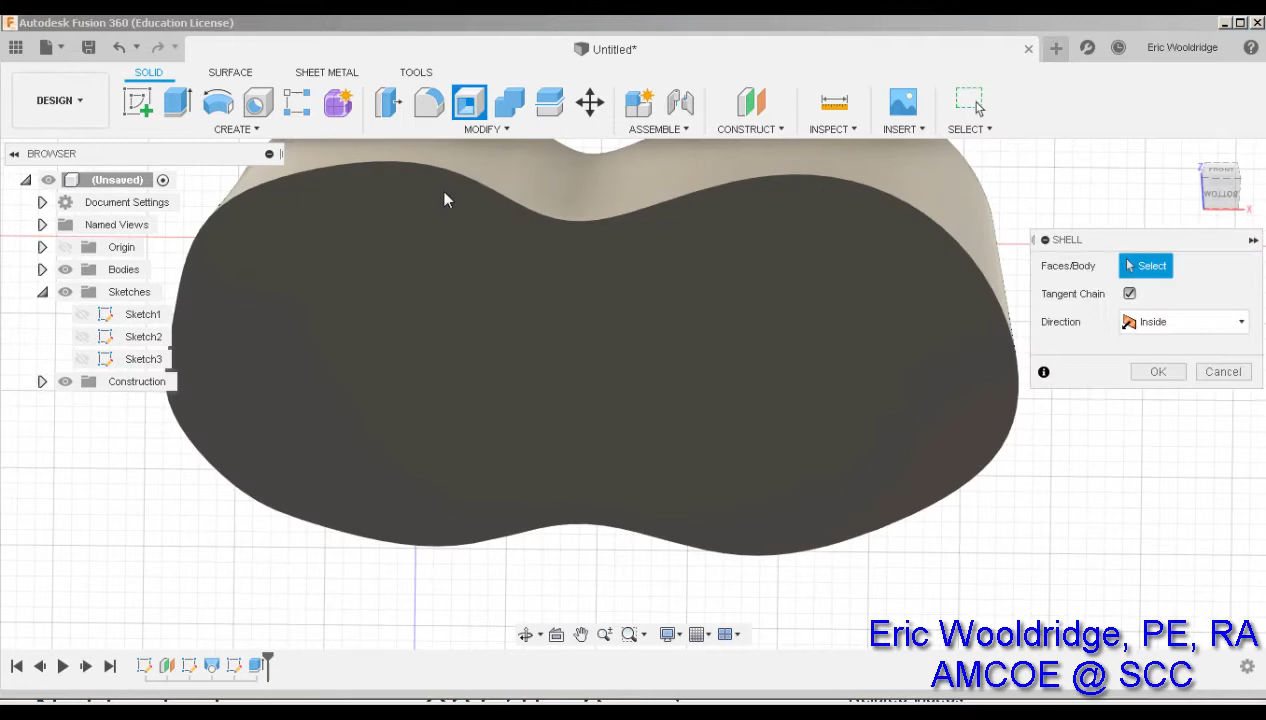 Autodesk Fusion 360 (Education License)
Untitled*
Eric Wooldridge
SOLID SURFACE SHEET METAL TOOLS
DESIGN
CREATE MODIFY ASSEMBLE CONSTRUCT INSPECT INSERT SELECT
BROWSER
(Unsaved)
Document Settings
Named Views
Origin
Bodies
Sketches
Sketch1
Sketch2
Sketch3
Construction
FRONT
BOTTOM
Z
X
SHELL
Faces/Body Select
Tangent Chain
Direction Inside
OK Cancel
Eric Wooldridge, PE, RA
AMCOE @ SCC